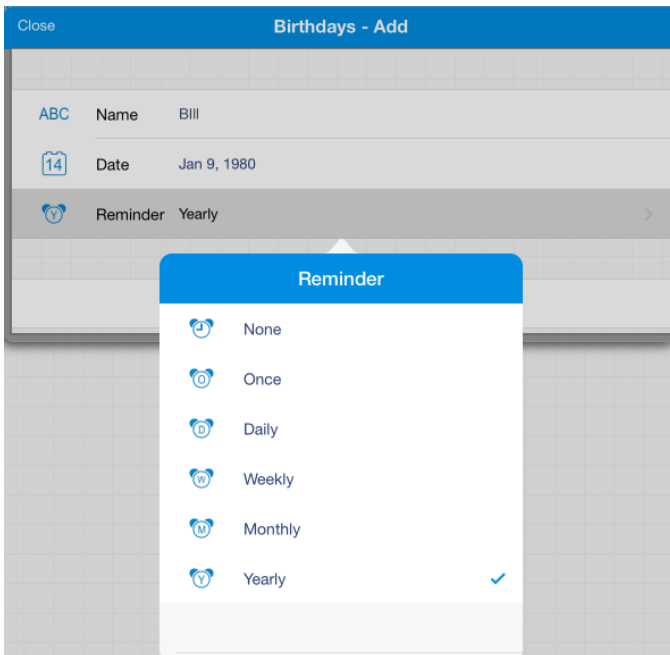 Close Birthdays - Add
ABC Name BIll
14 Date Jan 9, 1980
Y Reminder Yearly
Reminder
None
O Once
D Daily
W Weekly
M Monthly
Y Yearly